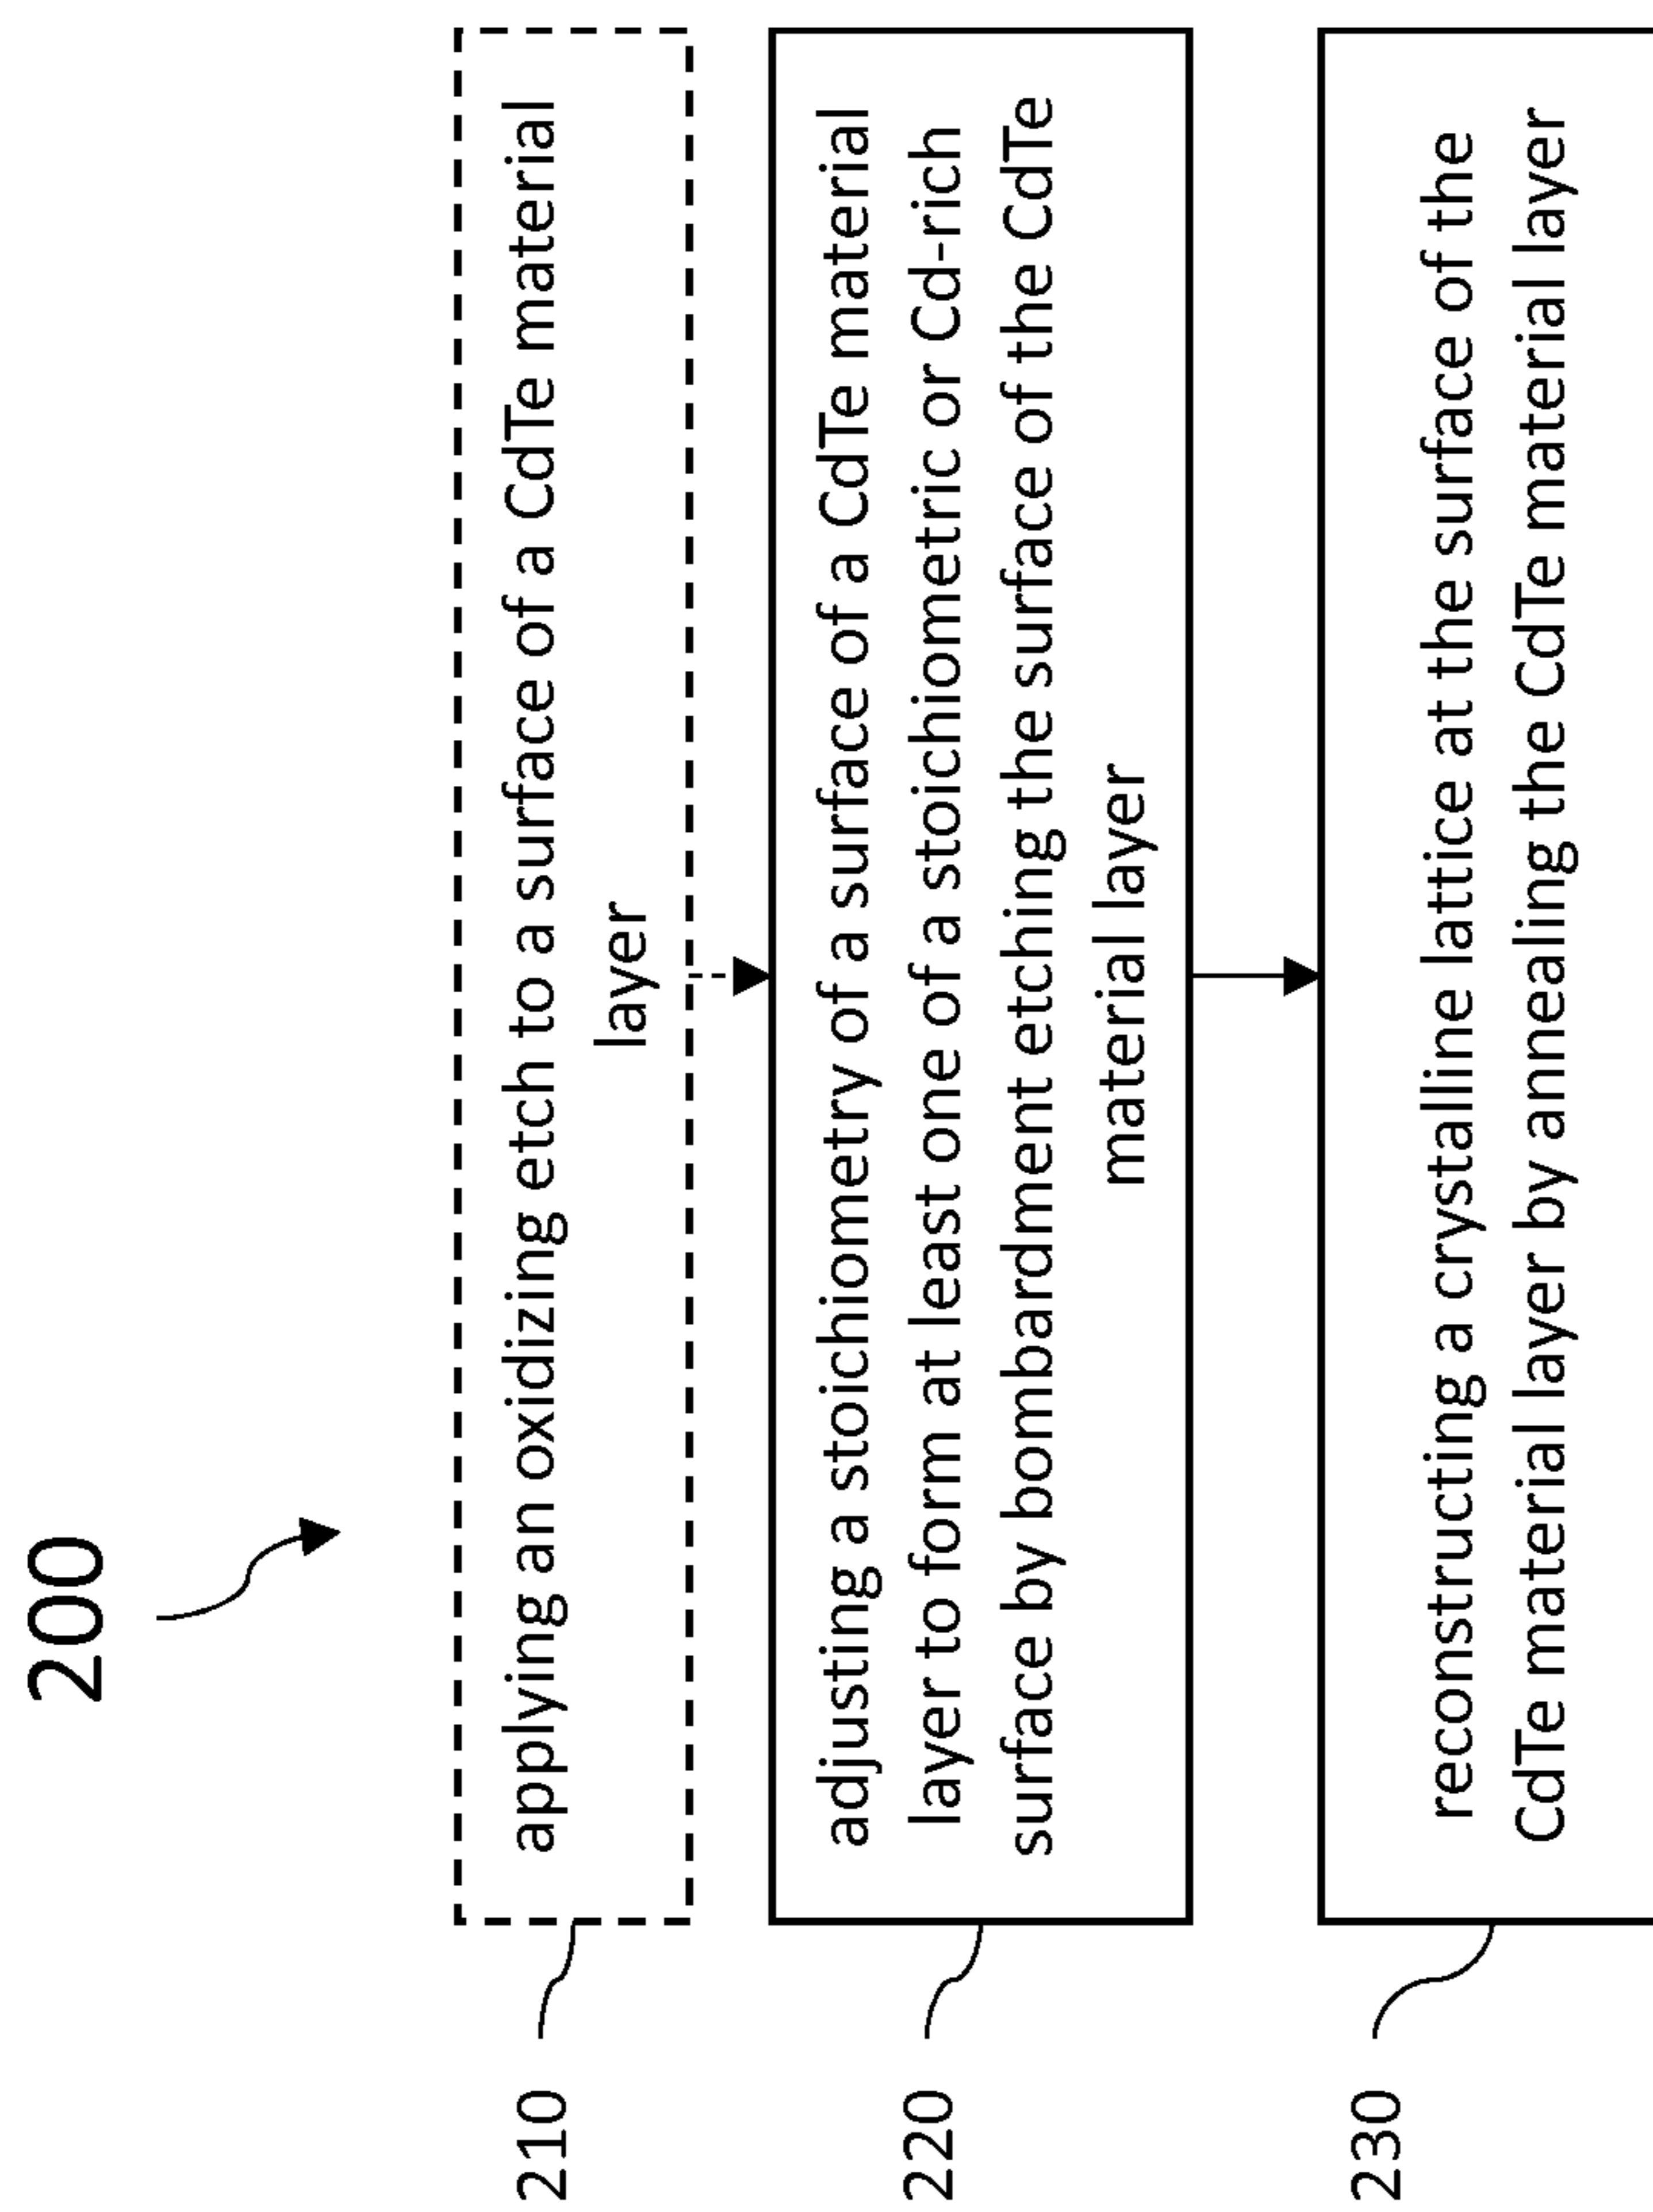 200
210
applying an oxidizing etch to a surface of a CdTe material
layer
220
adjusting a stoichiometry of a surface of a CdTe material
layer to form at least one of a stoichiometric or Cd-rich
surface by bombardment etching the surface of the CdTe
material layer
230
reconstructing a crystalline lattice at the surface of the
CdTe material layer by annealing the CdTe material layer